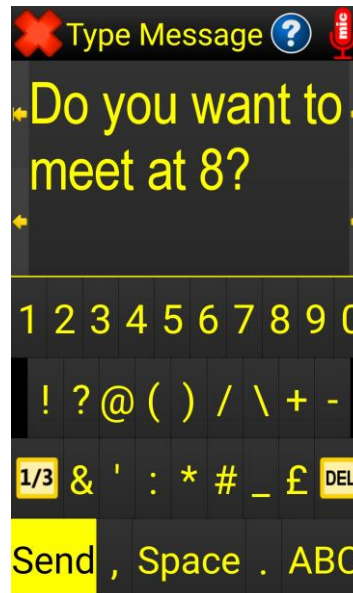 Type Message ? mic
Do you want to
meet at 8?
1 2 3 4 5 6 7 8 9 0
! ? @ ( ) / \ + -
1/3 & ' : * # _ £ DEL
Send , Space . ABC